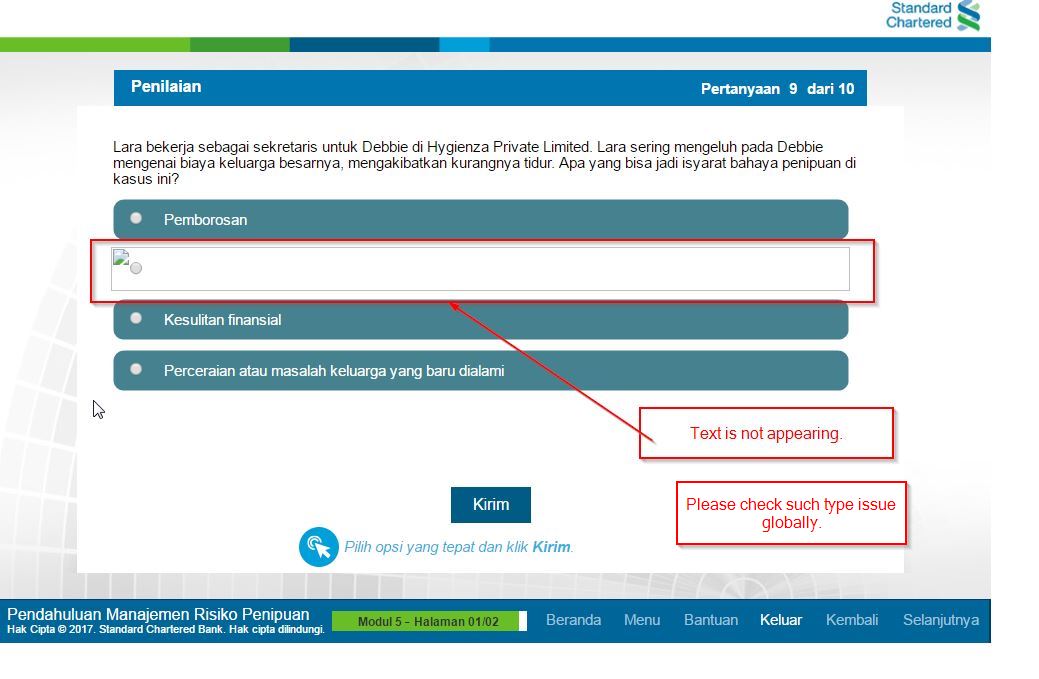 Standard
Chartered
Penilaian
Pertanyaan 9 dari 10
Lara bekerja sebagai sekretaris untuk Debbie di Hygienza Private Limited. Lara sering mengeluh pada Debbie
mengenai biaya keluarga besarnya, mengakibatkan kurangnya tidur. Apa yang bisa jadi isyarat bahaya penipuan di
kasus ini?
Pemborosan
Kesulitan finansial
Perceraian atau masalah keluarga yang baru dialami
Text is not appearing.
Please check such type issue
globally.
Kirim
Pilih opsi yang tepat dan klik Kirim.
Pendahuluan Manajemen Risiko Penipuan
Hak Cipta © 2017. Standard Chartered Bank. Hak cipta dilindungi.
Modul 5 - Halaman 01/02
Beranda
Menu
Bantuan
Keluar
Kembali
Selanjutnya